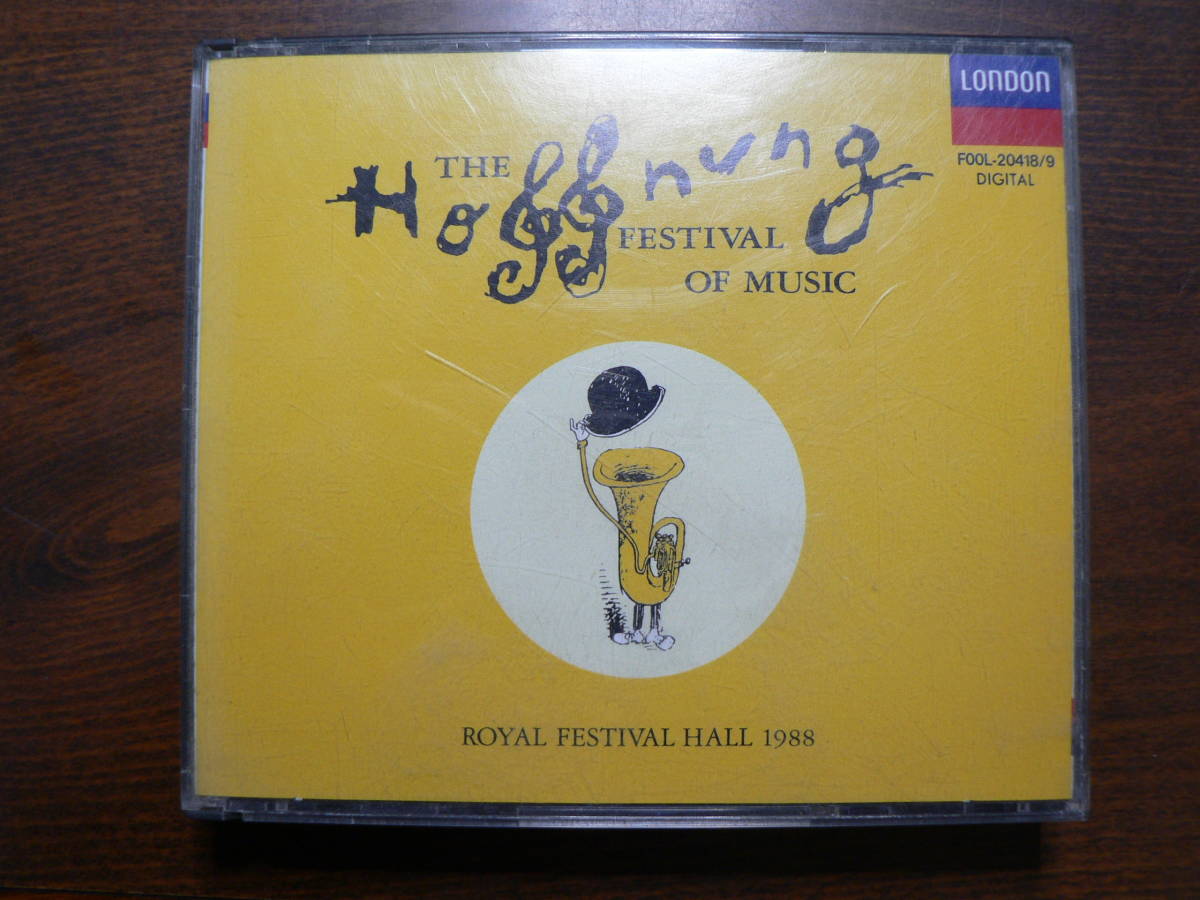 THE
Hoffnung
FESTIVAL
OF MUSIC
LONDON
F00L-20418/9
DIGITAL
ROYAL FESTIVAL HALL 1988